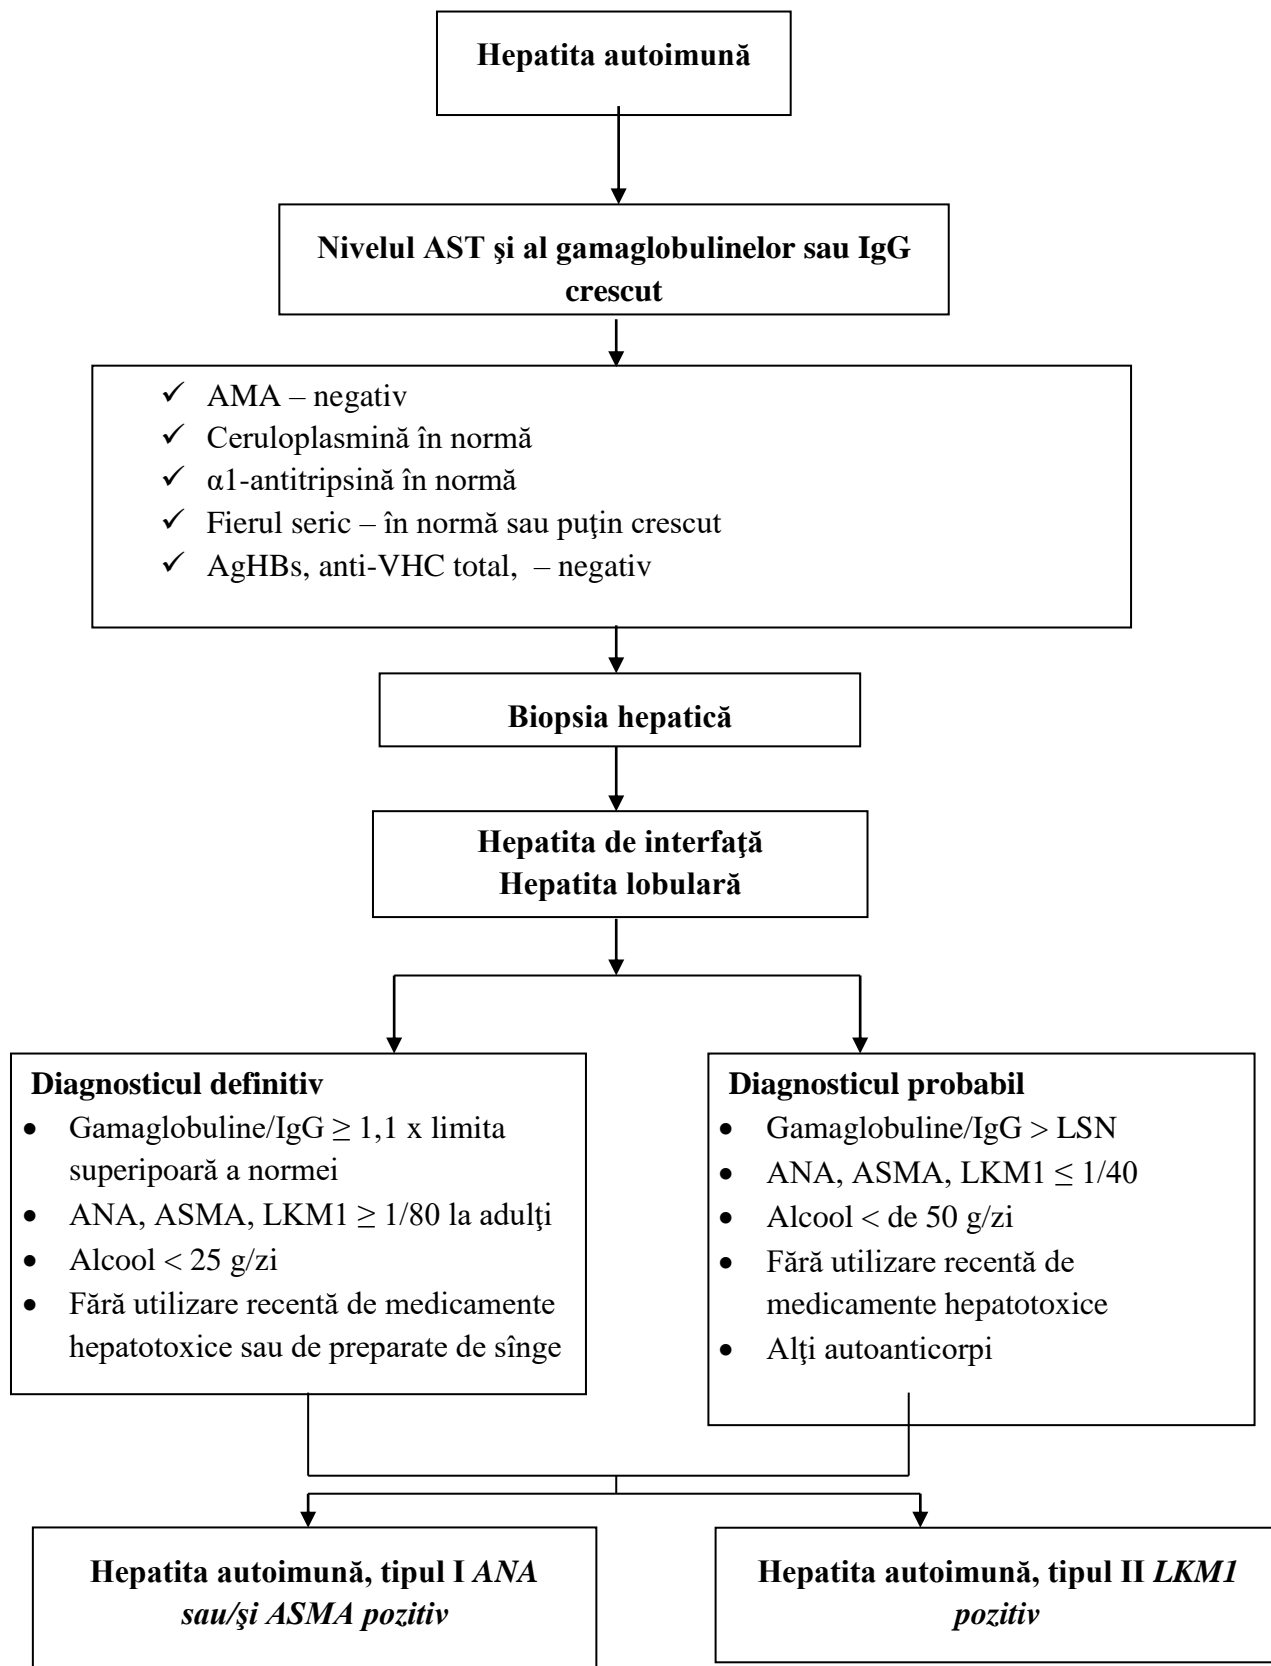 Hepatita autoimună
Nivelul AST şi al gamaglobulinelor sau IgG
crescut
✓ AMA – negativ
✓ Ceruloplasmină în normă
✓ α1-antitripsină în normă
✓ Fierul seric – în normă sau puţin crescut
✓ AgHBs, anti-VHC total,  – negativ
Biopsia hepatică
Hepatita de interfaţă
Hepatita lobulară
Diagnosticul definitiv
• Gamaglobuline/IgG ≥ 1,1 x limita
superipoară a normei
• ANA, ASMA, LKM1 ≥ 1/80 la adulţi
• Alcool < 25 g/zi
• Fără utilizare recentă de medicamente
hepatotoxice sau de preparate de sînge
Diagnosticul probabil
• Gamaglobuline/IgG > LSN
• ANA, ASMA, LKM1 ≤ 1/40
• Alcool < de 50 g/zi
• Fără utilizare recentă de
medicamente hepatotoxice
• Alţi autoanticorpi
Hepatita autoimună, tipul I ANA
sau/şi ASMA pozitiv
Hepatita autoimună, tipul II LKM1
pozitiv